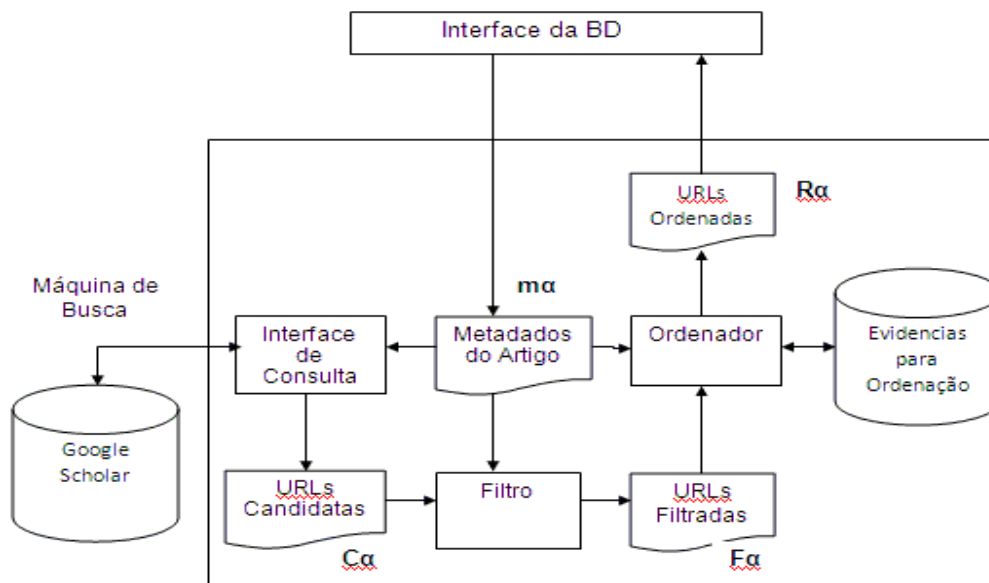 Interface da BD
URLs
Ordenadas
Rα
Máquina de
Busca
mα
Interface
de
Consulta
Metadados
do Artigo
Ordenador
Evidencias
para
Ordenação
Google
Scholar
URLs
Candidatas
Filtro
URLs
Filtradas
Cα
Fα